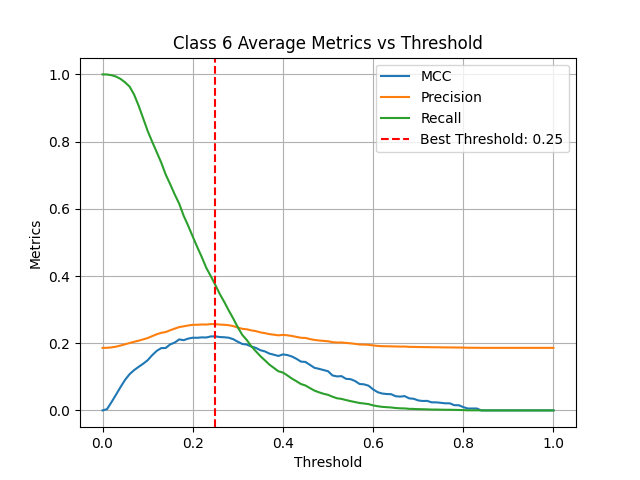 Class 6 Average Metrics vs Threshold
Metrics
1.0
0.8
0.6
0.4
0.2
0.0
MCC
Precision
Recall
Best Threshold: 0.25
0.0 0.2 0.4 0.6 0.8 1.0
Threshold